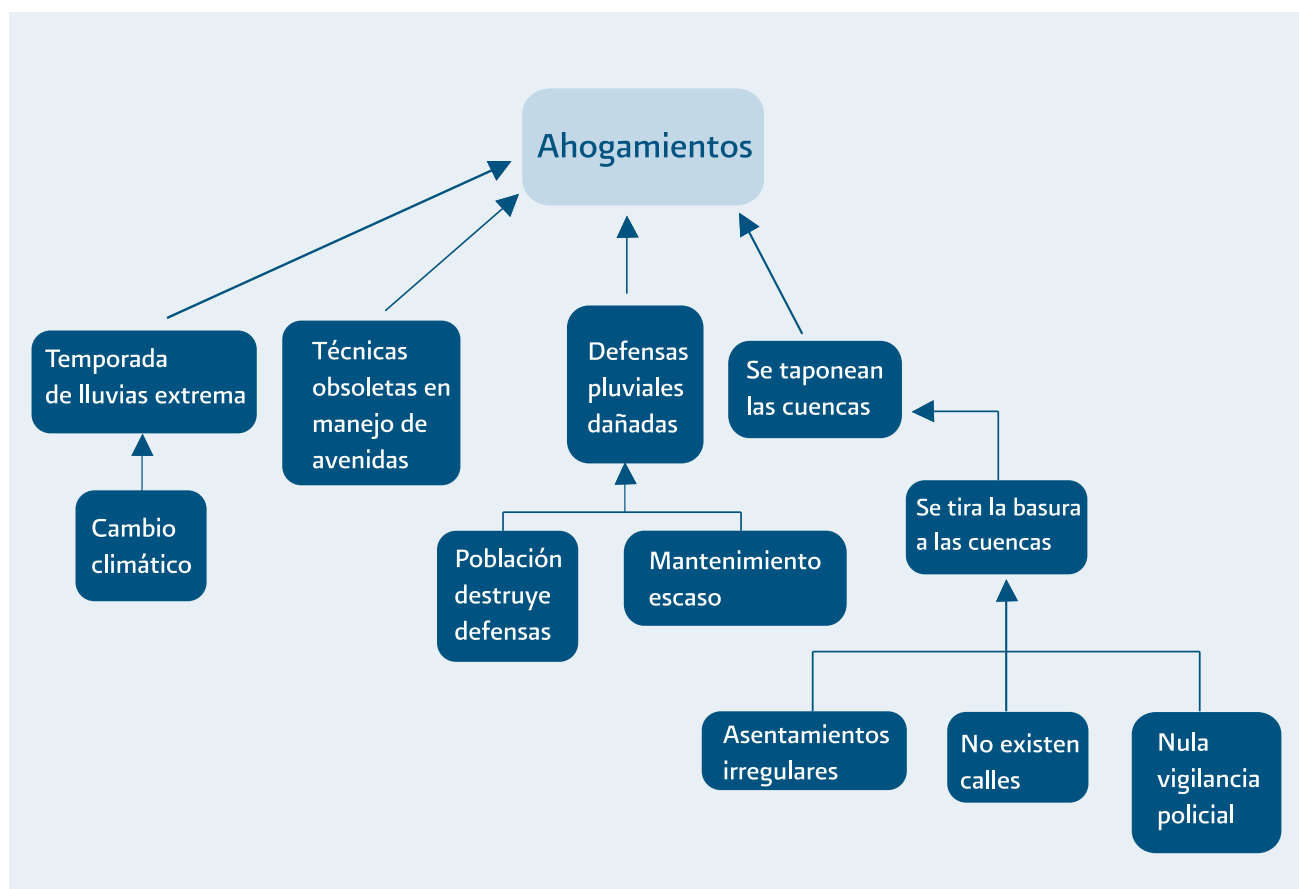 Ahogamientos
Temporada
de lluvias extrema
Técnicas
obsoletas en
manejo de
avenidas
Defensas
pluviales
dañadas
Se taponean
las cuencas
Cambio
climático
Población
destruye
defensas
Mantenimiento
escaso
Se tira la basura
a las cuencas
Asentamientos
irregulares
No existen
calles
Nula
vigilancia
policial